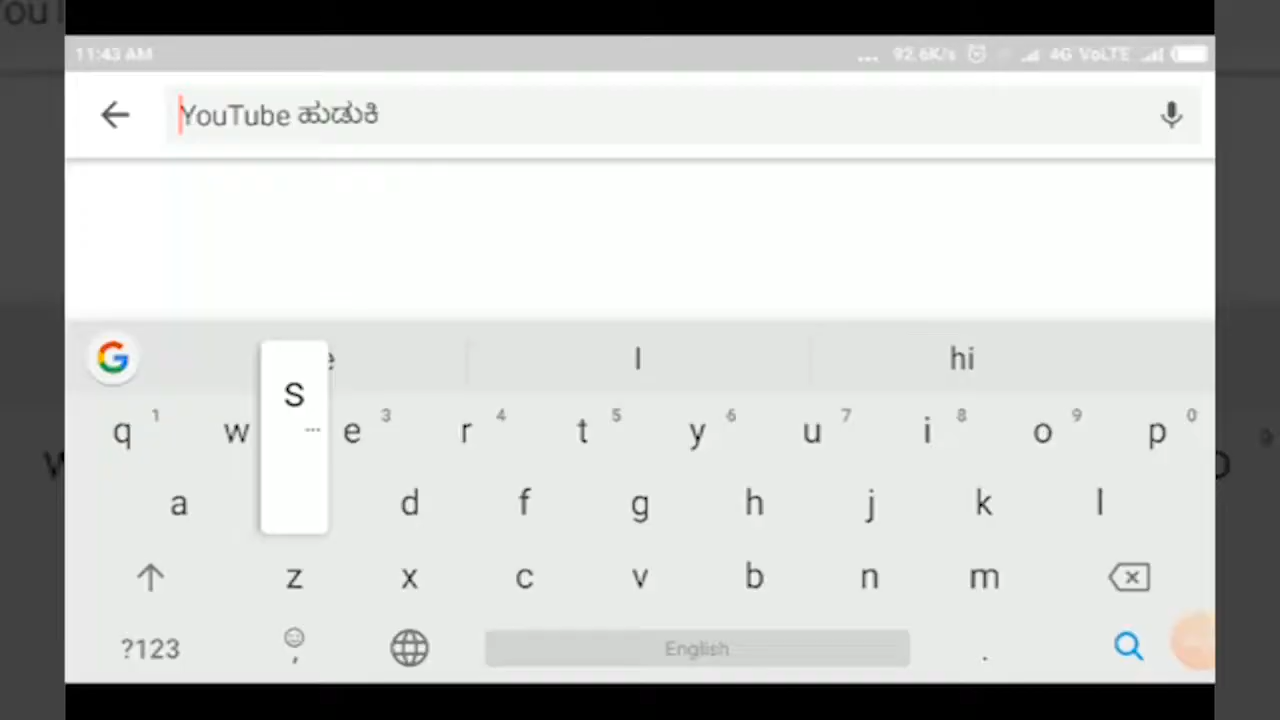 11:43 AM ... 92.6K/s 4G VoLTE
YouTube ಹುಡುಕಿ
I hi
q 1 w e 3 r 4 t 5 y 6 u 7 i 8 o 9 p 0
S
a d f g h j k l
z x c v b n m
?123 , English .